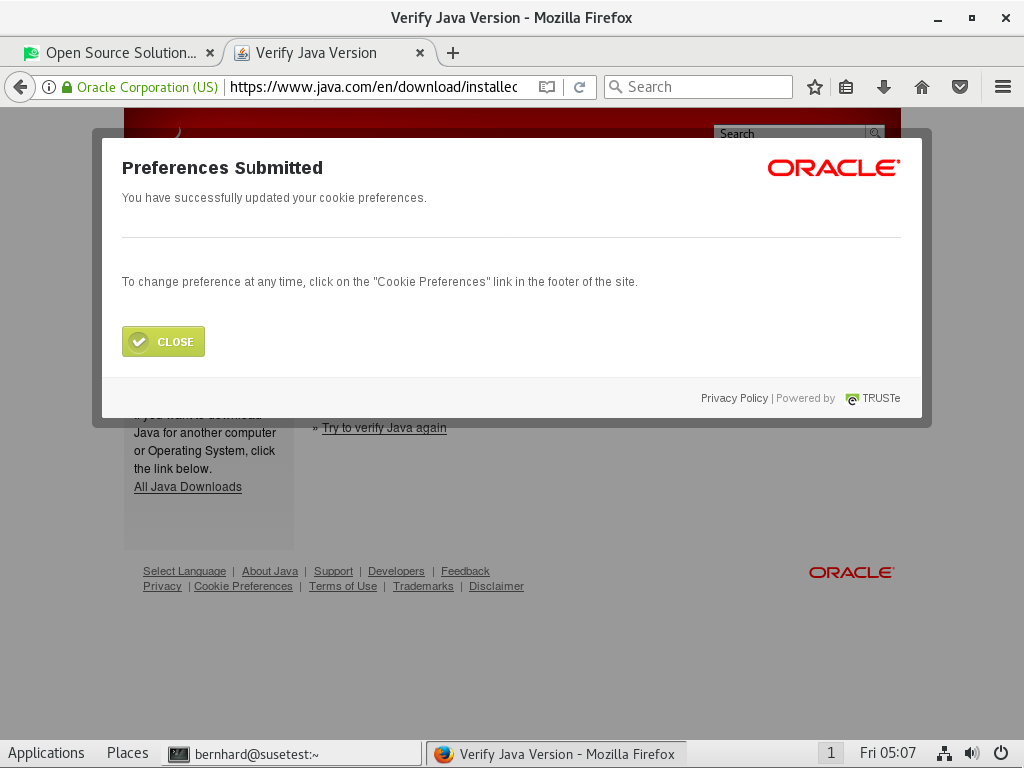 Verify Java Version - Mozilla Firefox
Open Source Solution...
Verify Java Version
Oracle Corporation (US)
https://www.java.com/en/download/installec
Search
Search
Preferences Submitted
ORACLE
You have successfully updated your cookie preferences.
To change preference at any time, click on the "Cookie Preferences" link in the footer of the site.
CLOSE
Privacy Policy | Powered by TRUSTe
Java for another computer
or Operating System, click
the link below.
All Java Downloads
» Try to verify Java again
Select Language | About Java | Support | Developers | Feedback
Privacy | Cookie Preferences | Terms of Use | Trademarks | Disclaimer
ORACLE
Applications Places bernhard@susetest:~ Verify Java Version - Mozilla Firefox 1 Fri 05:07